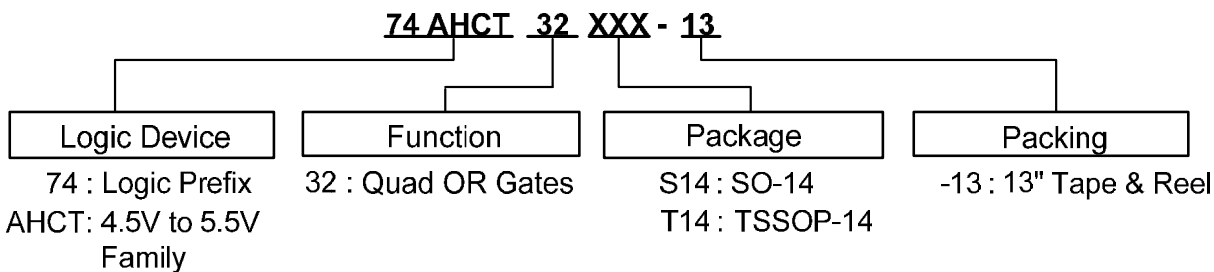 74 AHCT 32 XXX - 13
Logic Device
74 : Logic Prefix
AHCT: 4.5V to 5.5V
Family
Function
32 : Quad OR Gates
Package
S14 : SO-14
T14 : TSSOP-14
Packing
-13 : 13" Tape & Reel